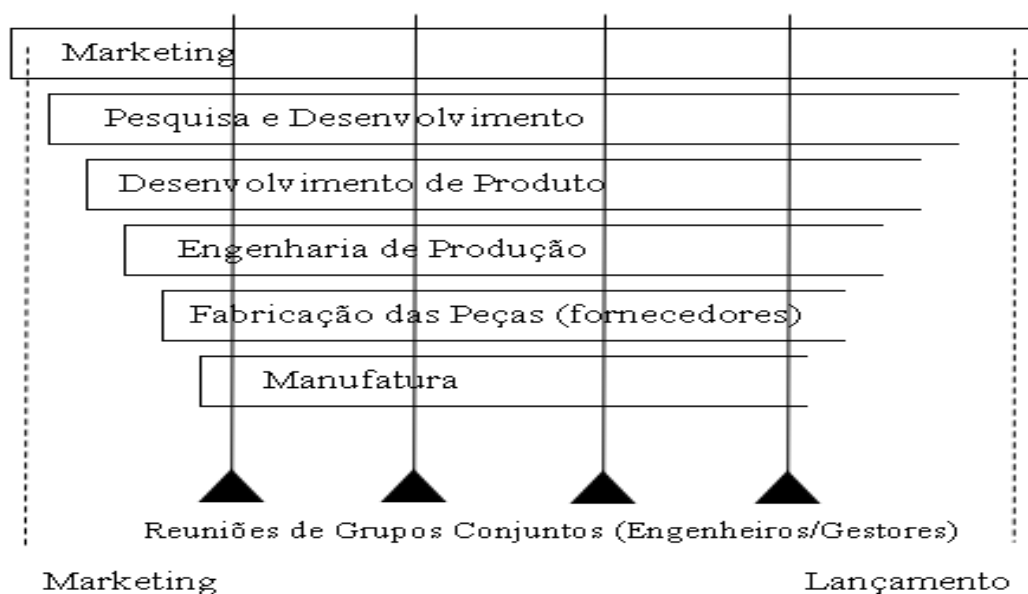 Marketing
Pesquisa e Desenvolvimento
Desenvolvimento de Produto
Engenharia de Produção
Fabricação das Peças (fornecedores)
Manufatura
Reuniões de Grupos Conjuntos (Engenheiros/Gestores)
Marketing Lançamento